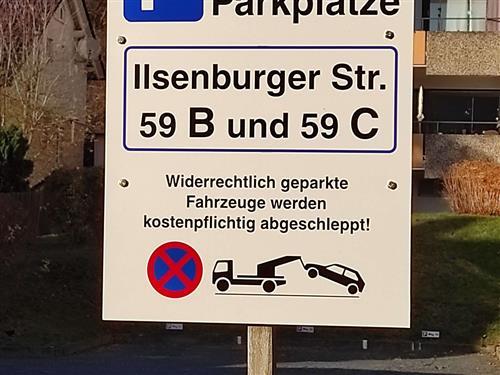 Parkplätze
Ilsenburger Str.
59 B und 59 C
Widerrechtlich geparkte
Fahrzeuge werden
kostenpflichtig abgeschleppt!